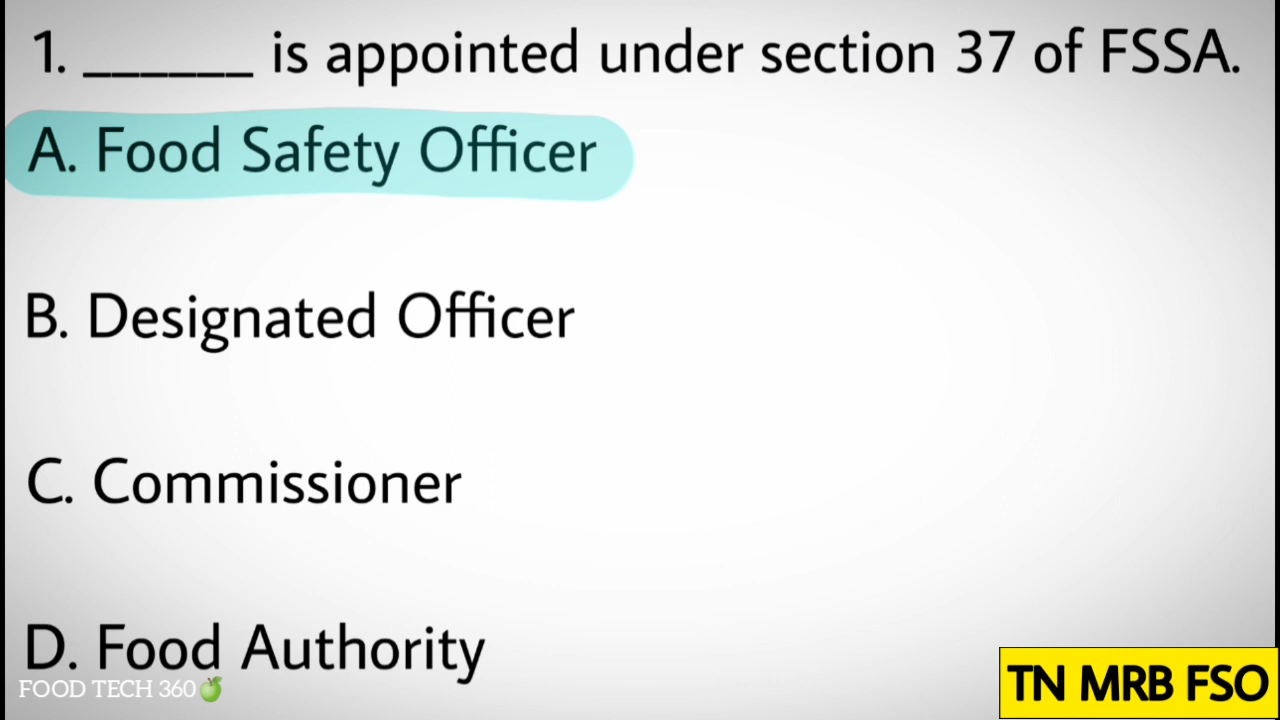 1. ______ is appointed under section 37 of FSSA.
A. Food Safety Officer
B. Designated Officer
C. Commissioner
D. Food Authority
FOOD TECH 360🍏
TN MRB FSO